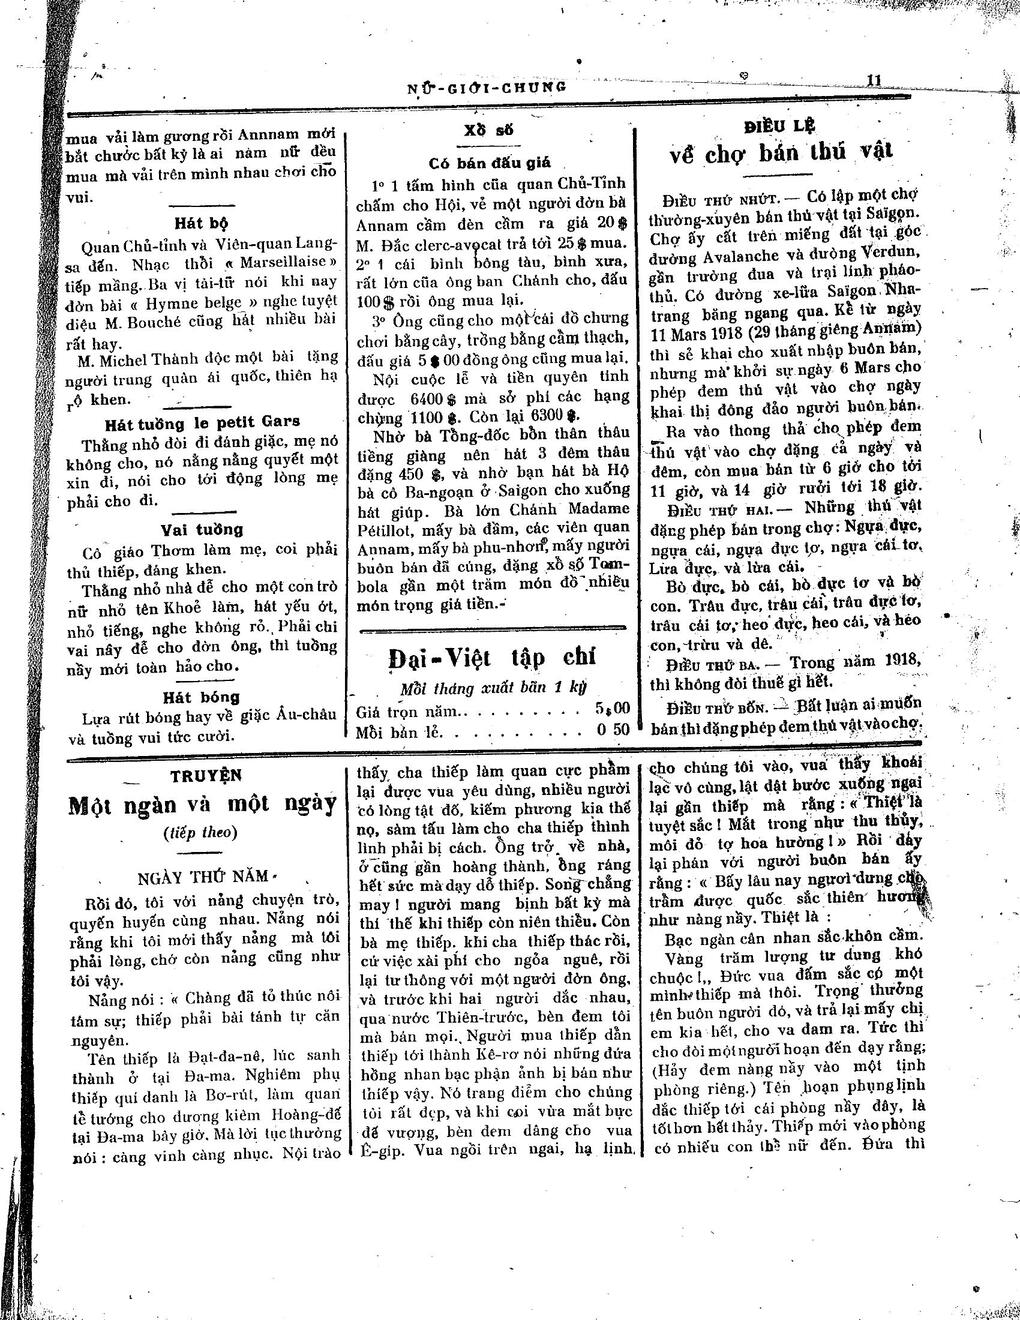 NỮ-GIỚI-CHUNG
11
mua vải làm gương rồi Annnam mới
bắt chước bất kỳ là ai nám nữ đều
mua mà vải trên mình nhau chơi cho
vui.
Hát bộ
Quan Chủ-tỉnh và Viên-quan Lang-
sa đến. Nhạc thổi « Marseillaise »
tiếp mầng. Ba vị tài-tữ nói khi nay
đờn bài « Hymne belge » nghe tuyệt
diệu M. Bouché cũng hát nhiều bài
rất hay.
M. Michel Thành đọc một bài tặng
người trung quàn ái quốc, thiên hạ
rộ khen.
Hát tuồng le petit Gars
Thằng nhỏ đòi đi đánh giặc, mẹ nó
không cho, nó nằng nằng quyết một
xin đi, nói cho tới động lòng mẹ
phải cho đi.
Vai tuồng
Cô giáo Thơm làm mẹ, coi phải
thủ thiếp, đáng khen.
Thằng nhỏ nhà để cho một con trò
nữ nhỏ tên Khoẻ làm, hát yếu ớt,
nhỏ tiếng, nghe không rỏ. Phải chi
vai nầy để cho đờn ông, thì tuồng
nầy mới toàn hảo cho.
Hát bóng
Lựa rút bóng hay về giặc Âu-châu
và tuồng vui tức cười.
Xổ số
Có bán đấu giá
1º 1 tấm hình của quan Chủ-Tỉnh
chấm cho Hội, vẻ một người đờn bà
Annam cầm đèn cầm ra giá 20$
M. Đắc clerc-avocat trả tới 25$ mua.
2º 1 cái bình bông tàu, bình xưa,
rất lớn của ông ban Chánh cho, đấu
100$ rồi ông mua lại.
3º Ông cũng cho một cái đồ chưng
chơi bằng cây, trồng bằng cẩm thạch,
đấu giá 5$00 đồng ông cũng mua lại.
Nội cuộc lễ và tiền quyên tính
được 6400$ mà sở phí các hạng
chừng 1100$. Còn lại 6300$.
Nhờ bà Tổng-đốc bổn thân thâu
tiếng giàng nên hát 3 đêm thâu
đặng 450 $, và nhờ bạn hát bà Hộ
bà cô Ba-ngoạn ở Saigon cho xuống
hát giúp. Bà lớn Chánh Madame
Pétillot, mấy bà đầm, các viên quan
Annam, mấy bà phu-nhơn, mấy người
buôn bán đã cúng, đặng xổ số Tom-
bola gần một trăm món đồ nhiều
món trọng giá tiền.-
Đại-Việt tập chí
Mỗi tháng xuất bãn 1 kỳ
Giá trọn năm.. . . . . . . . . 5$00
Mỗi bản lẻ. . . . . . . . . . 0 50
ĐIỀU LỆ
về chợ bán thú vật
ĐIỀU THỨ NHỨT. — Có lập một chợ
thường-xuyên bán thú vật tại Saïgon.
Chợ ấy cất trên miếng đất tại góc
đường Avalanche và đường Verdun,
gần trường đua và trại lính pháo-
thủ. Có đường xe-lửa Saïgon Nha-
trang băng ngang qua. Kể từ ngày
11 Mars 1918 (29 tháng giêng Annam)
thì sẽ khai cho xuất nhập buôn bán,
nhưng mà khởi sự ngày 6 Mars cho
phép đem thú vật vào chợ ngày
khai thị đông đảo người buôn bán.
Ra vào thong thả cho phép đem
thú vật vào chợ đặng cả ngày và
đêm, còn mua bán từ 6 giờ cho tới
11 giờ, và 14 giờ rưởi tới 18 giờ.
ĐIỀU THỨ HAI. — Những thú vật
đặng phép bán trong chợ: Ngựa đực,
ngựa cái, ngựa đực tơ, ngựa cái tơ.
Lừa đực, và lừa cái.
Bò đực, bò cái, bò đực tơ và bò
con. Trâu đực, trâu cái, trâu đực tơ,
trâu cái tơ, heo đực, heo cái, và heo
con, trừu và dê.
ĐIỀU THỨ BA. — Trong năm 1918,
thì không đòi thuế gì hết.
ĐIỀU THỨ BỐN. — Bất luận ai muốn
bán thì đặng phép đem thú vật vào chợ.
TRUYỆN
Một ngàn và một ngày
(tiếp theo)
NGÀY THỨ NĂM
Rồi đó, tôi với nàng chuyện trò,
quyến huyến cùng nhau. Nàng nói
rằng khi tôi mới thấy nàng mà tôi
phải lòng, chớ còn nàng cũng như
tôi vậy.
Nàng nói : « Chàng đã tỏ thúc nôi
tâm sự; thiếp phải bài tánh tự căn
nguyên.
Tên thiếp là Đạt-da-nê, lúc sanh
thành ở tại Đa-ma. Nghiêm phụ
thiếp quí danh là Bơ-rút, làm quan
tể tướng cho đương kiêm Hoàng-đế
tại Đa-ma bây giờ. Mà lời tục thường
nói : càng vinh càng nhục. Nội trào
thấy cha thiếp làm quan cực phẩm
lại được vua yêu dùng, nhiều người
có lòng tật đố, kiếm phương kia thế
nọ, sàm tấu làm cho cha thiếp thình
lình phải bị cách. Ông trở về nhà,
ở cũng gần hoàng thành, ông ráng
hết sức mà dạy dỗ thiếp. Song chẳng
may ! người mang bịnh bất kỳ mà
thí thế khi thiếp còn niên thiếu. Còn
bà mẹ thiếp, khi cha thiếp thác rồi,
cứ việc xài phí cho ngỏa nguê, rồi
lại tư thông với một người đờn ông,
và trước khi hai người dắc nhau,
qua nước Thiên-trước, bèn đem tôi
mà bán mọi. Người mua thiếp dẫn
thiếp tới thành Kê-rơ nói những đứa
hồng nhan bạc phận ảnh bị bán như
thiếp vậy. Nó trang điểm cho chúng
tôi rất đẹp, và khi coi vừa mắt bực
đế vượng, bèn đem dâng cho vua
Ê-gip. Vua ngồi trên ngai, hạ lịnh
cho chúng tôi vào, vua thấy khoái
lạc vô cùng, lật đật bước xuống ngai
lại gần thiếp mà rằng : « Thiệt là
tuyệt sắc ! Mắt trong như thu thủy,
môi đỏ tợ hoa hường ! » Rồi day
lại phán với người buôn bán ấy
rằng : « Bấy lâu nay ngươi dưng cho
trẫm được quốc sắc thiên hương
như nàng nầy. Thiệt là :
Bạc ngàn cân nhan sắc khôn cầm.
Vàng trăm lượng tư dung khó
chuộc !,, Đức vua đấm sắc có một
mình thiếp mà thôi. Trọng thưởng
tên buôn người đó, và trả lại mấy chị
em kia hết, cho va đam ra. Tức thì
cho đòi một người hoạn đến dạy rằng;
(Hãy đem nàng nầy vào một tịnh
phòng riêng.) Tên hoạn phụng lịnh
dắc thiếp tới cái phòng nầy đây, là
tốt hơn hết thảy. Thiếp mới vào phòng
có nhiều con thể nữ đến. Đứa thì